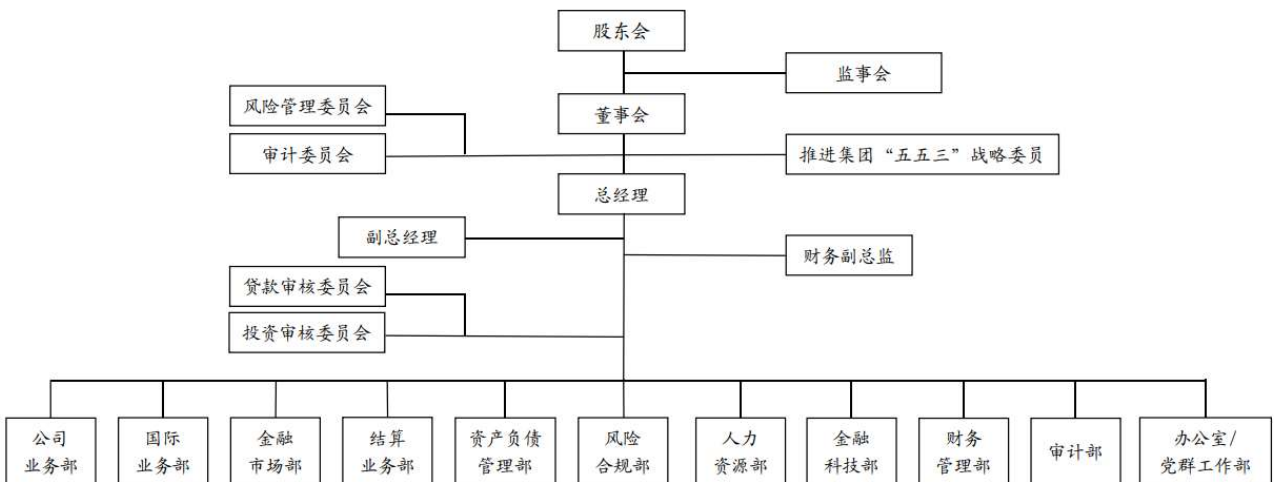 股东会
监事会
风险管理委员会
董事会
审计委员会
推进集团“五五三”战略委员
总经理
副总经理
财务副总监
贷款审核委员会
投资审核委员会
公司
业务部
国际
业务部
金融
市场部
结算
业务部
资产负债
管理部
风险
合规部
人力
资源部
金融
科技部
财务
管理部
审计部
办公室/
党群工作部